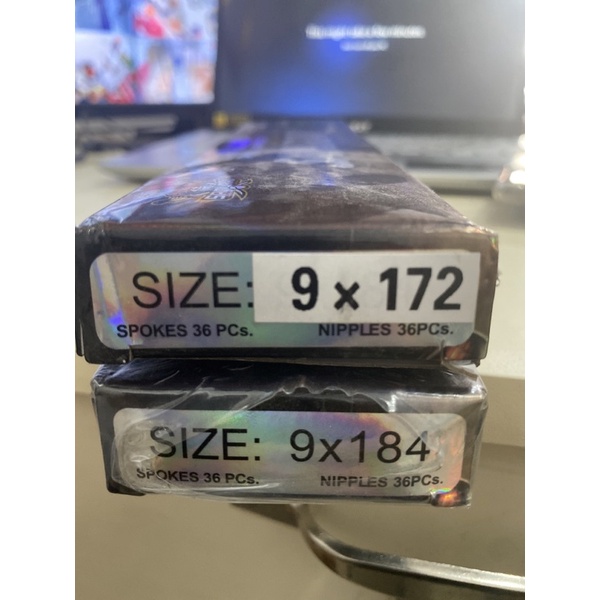 SIZE: 9 x 172
SPOKES 36 PCs. NIPPLES 36PCs.
SIZE: 9x184
SPOKES 36 PCs. NIPPLES 36PCs.